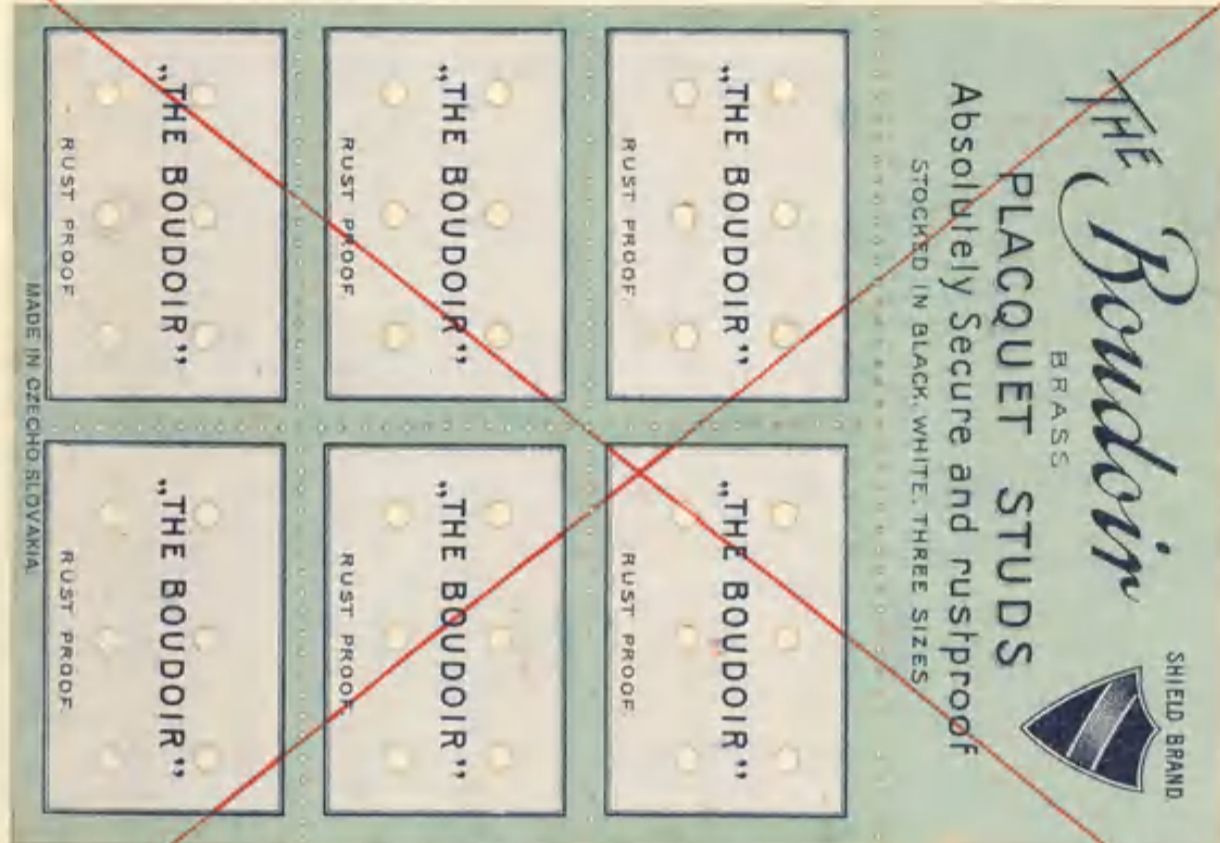 THE Boudoir
SHIELD BRAND.
BRASS
PLACQUET STUDS
Absolutely Secure and rustproof
STOCKED IN BLACK, WHITE, THREE SIZES
„THE BOUDOIR”
RUST PROOF.
„THE BOUDOIR”
RUST PROOF.
„THE BOUDOIR”
RUST PROOF.
„THE BOUDOIR”
RUST PROOF.
„THE BOUDOIR”
RUST PROOF
„THE BOUDOIR”
RUST PROOF.
MADE IN CZECHO.SLOVAKIA.